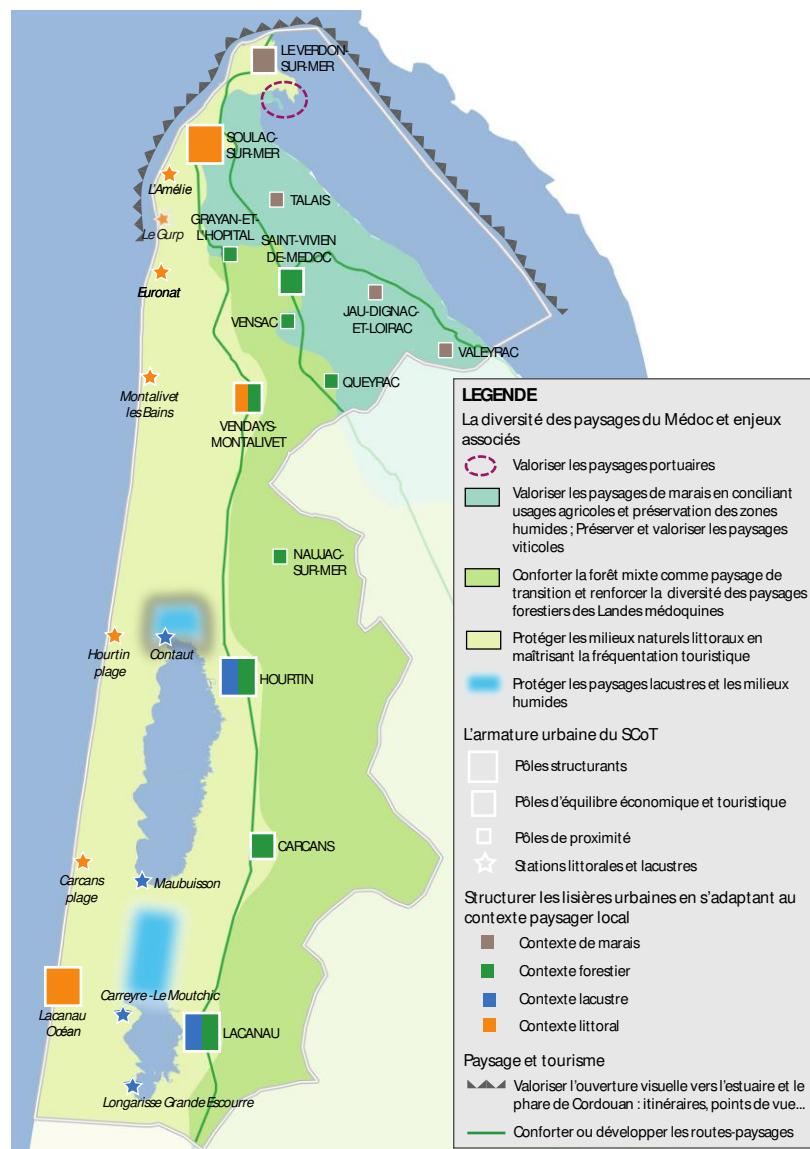 LE VERDON-
SUR-MER
SOULAC-
SUR-MER
L'Amélie
TALAIS
Le Gurp
GRAYAN-ET-
L'HOPITAL
SAINT-VIVIEN
DE-MEDOC
Euronat
JAU-DIGNAC-
ET-LOIRAC
VENSAC
VALEYRAC
QUEYRAC
Montalivet
les Bains
VENDAYS-
MONTALIVET
NAUJAC-
SUR-MER
Hourtin
plage
Contaut
HOURTIN
CARCANS
Carcans
plage
Maubuisson
Carreyre - Le Moutchic
Lacanau
Océan
LACANAU
Longarisse Grande Escourre
LEGENDE
La diversité des paysages du Médoc et enjeux
associés
Valoriser les paysages portuaires
Valoriser les paysages de marais en conciliant
usages agricoles et préservation des zones
humides ; Préserver et valoriser les paysages
viticoles
Conforter la forêt mixte comme paysage de
transition et renforcer la diversité des paysages
forestiers des Landes médoquines
Protéger les milieux naturels littoraux en
maîtrisant la fréquentation touristique
Protéger les paysages lacustres et les milieux
humides
L'armature urbaine du SCoT
Pôles structurants
Pôles d'équilibre économique et touristique
Pôles de proximité
Stations littorales et lacustres
Structurer les lisières urbaines en s'adaptant au
contexte paysager local
Contexte de marais
Contexte forestier
Contexte lacustre
Contexte littoral
Paysage et tourisme
Valoriser l'ouverture visuelle vers l'estuaire et le
phare de Cordouan : itinéraires, points de vue...
Conforter ou développer les routes-paysages